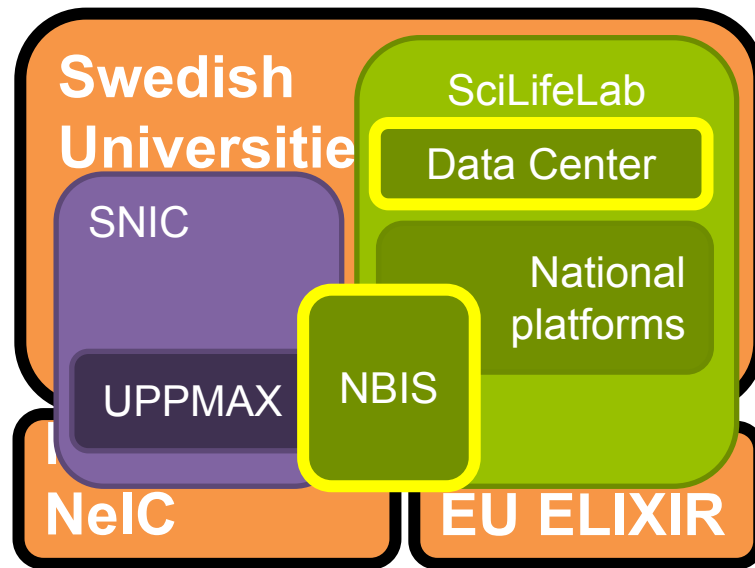 Swedish
Universitie
SciLifeLab
Data Center
SNIC
National
platforms
UPPMAX
NBIS
NeIC
EU ELIXIR